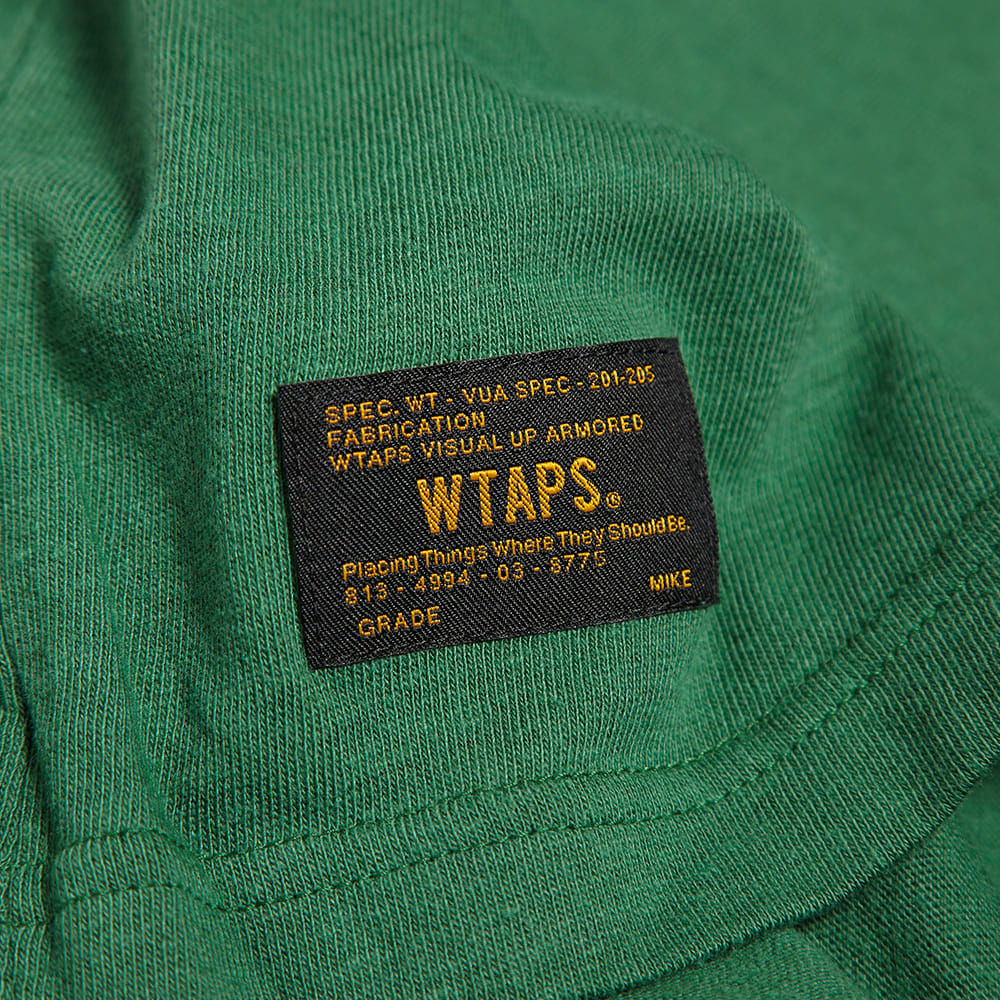 SPEC. WT - VUA SPEC - 201-205
FABRICATION
WTAPS VISUAL UP ARMORED
WTAPS®
Placing Things Where They Should Be.
813 - 4994 - 03 - 8775
MIKE
GRADE